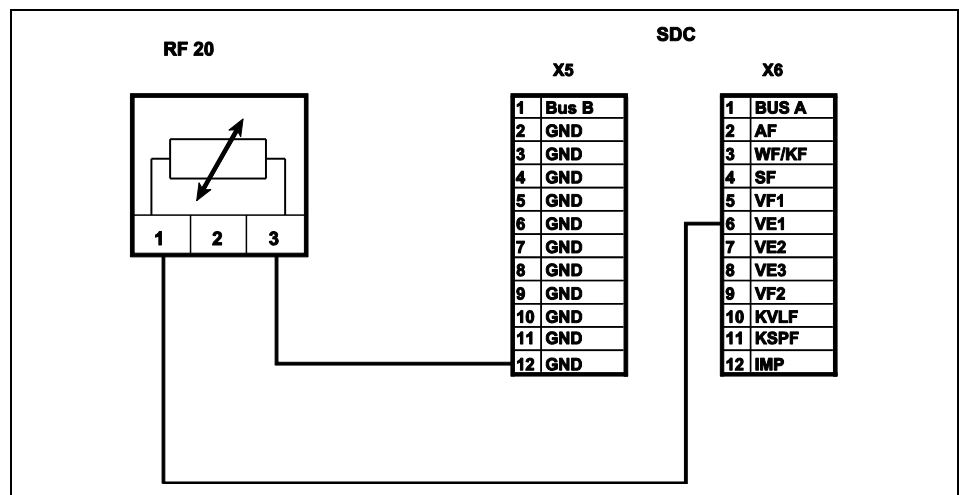 SDC
RF 20
X5
X6
1 Bus B
2 GND
3 GND
4 GND
5 GND
6 GND
7 GND
8 GND
9 GND
10 GND
11 GND
12 GND
1 BUS A
2 AF
3 WF/KF
4 SF
5 VF1
6 VE1
7 VE2
8 VE3
9 VF2
10 KVLF
11 KSPF
12 IMP
1 2 3